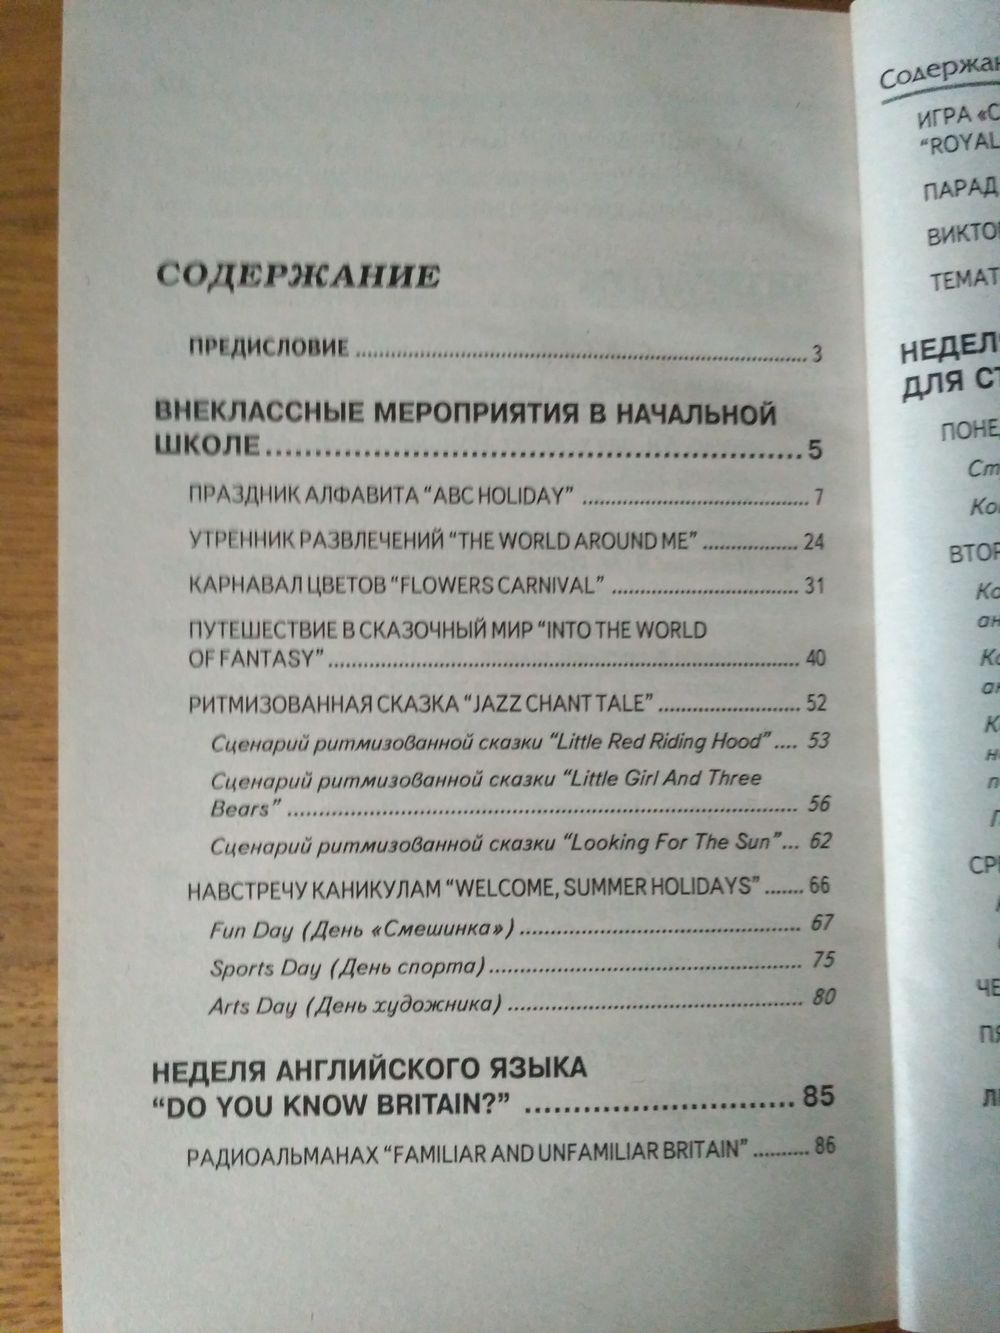 СОДЕРЖАНИЕ
ПРЕДИСЛОВИЕ ........ 3
ВНЕКЛАССНЫЕ МЕРОПРИЯТИЯ В НАЧАЛЬНОЙ
ШКОЛЕ ........ 5
ПРАЗДНИК АЛФАВИТА “ABC HOLIDAY” ........ 7
УТРЕННИК РАЗВЛЕЧЕНИЙ “THE WORLD AROUND ME” ........ 24
КАРНАВАЛ ЦВЕТОВ “FLOWERS CARNIVAL” ........ 31
ПУТЕШЕСТВИЕ В СКАЗОЧНЫЙ МИР “INTO THE WORLD
OF FANTASY” ........ 40
РИТМИЗОВАННАЯ СКАЗКА “JAZZ CHANT TALE” ........ 52
Сценарий ритмизованной сказки “Little Red Riding Hood” .... 53
Сценарий ритмизованной сказки “Little Girl And Three
Bears” ........ 56
Сценарий ритмизованной сказки “Looking For The Sun” ... 62
НАВСТРЕЧУ КАНИКУЛАМ “WELCOME, SUMMER HOLIDAYS” ....... 66
Fun Day (День «Смешинка») ........ 67
Sports Day (День спорта) ........ 75
Arts Day (День художника) ........ 80
НЕДЕЛЯ АНГЛИЙСКОГО ЯЗЫКА
“DO YOU KNOW BRITAIN?” ........ 85
РАДИОАЛЬМАНАХ “FAMILIAR AND UNFAMILIAR BRITAIN” .......... 86
ИГРА
“ROYAL
ПАРАД
ДЛЯ